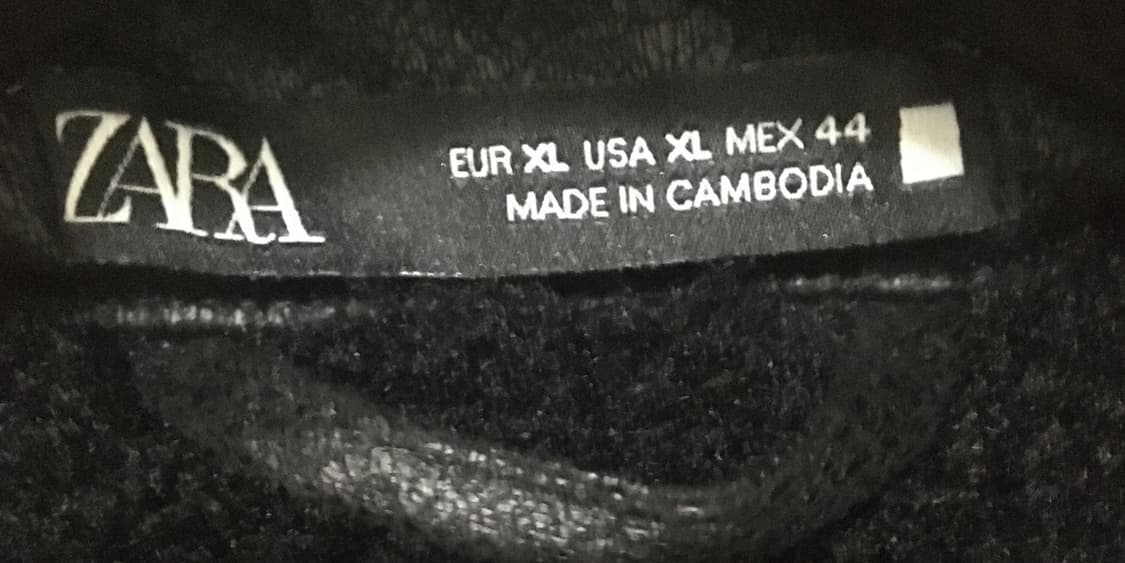 ZARA
EUR XL USA XL MEX 44
MADE IN CAMBODIA